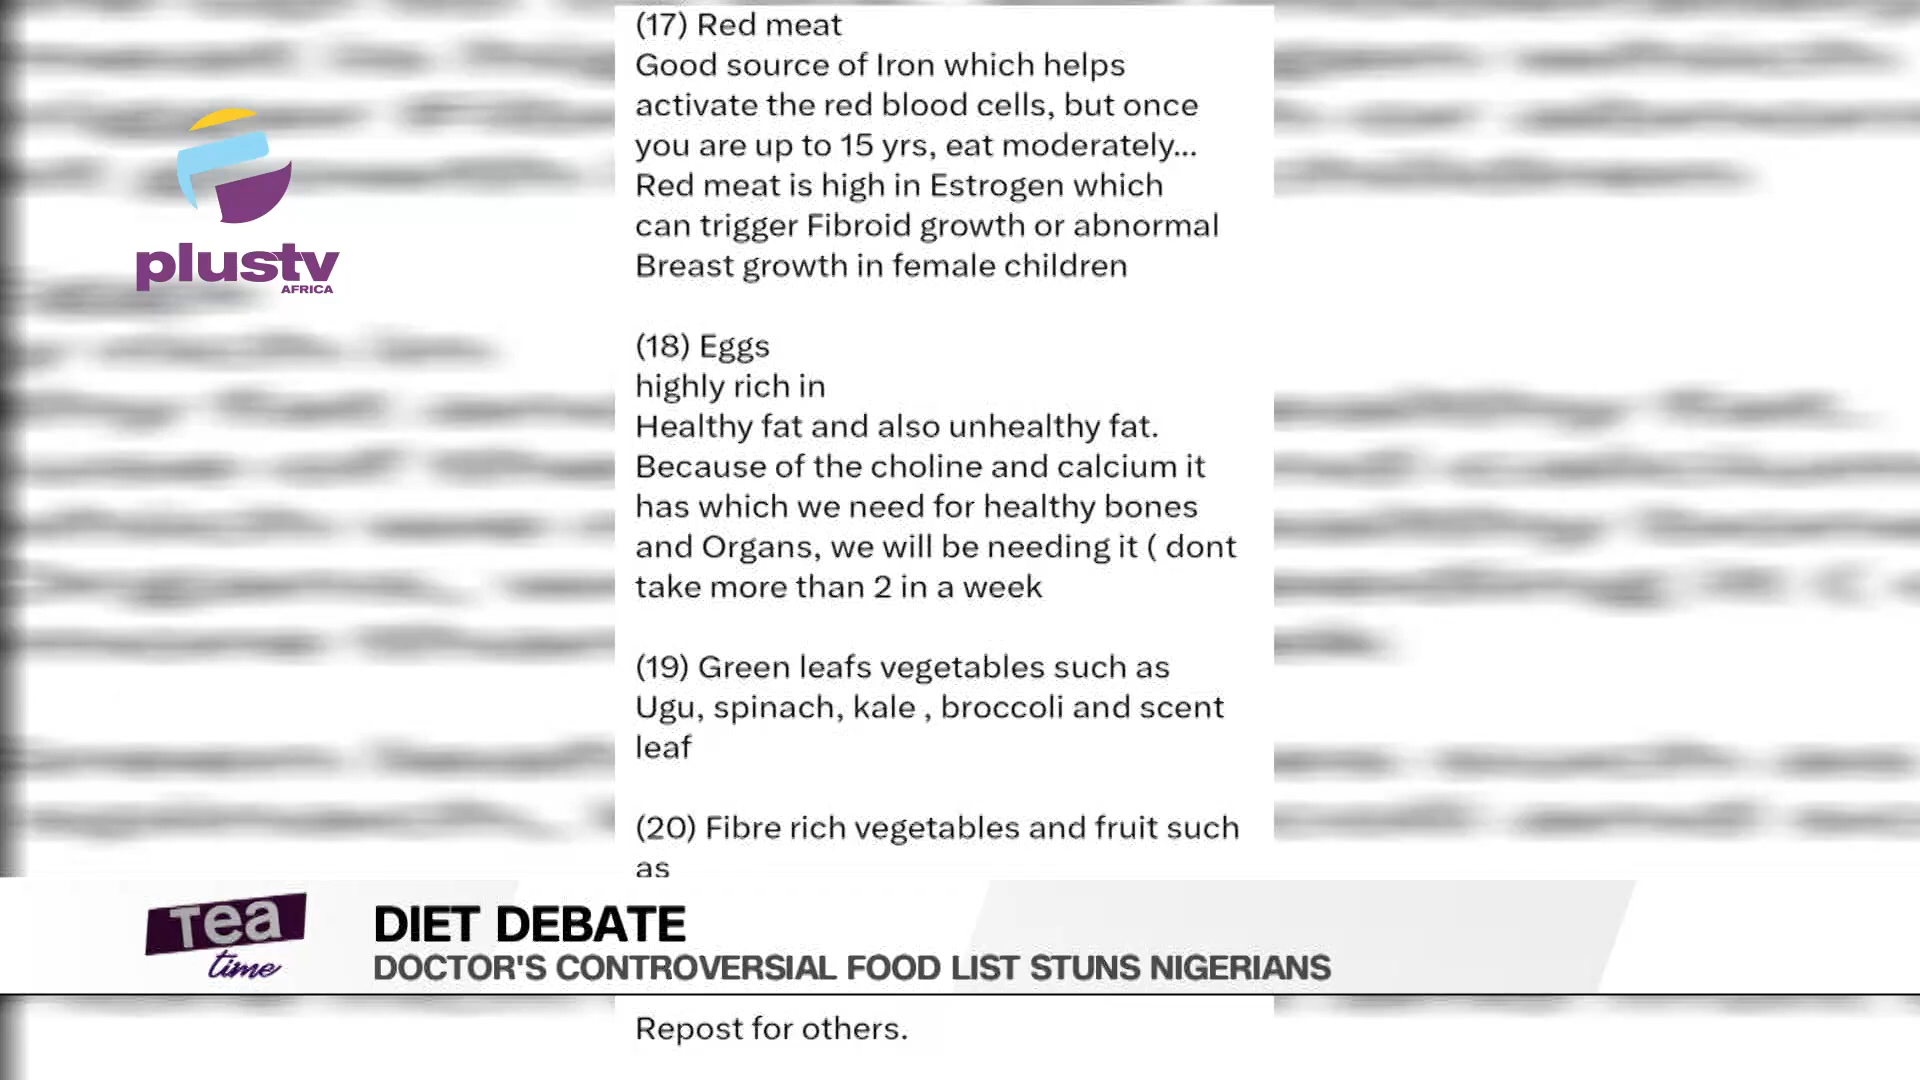 (17) Red meat
Good source of Iron which helps
activate the red blood cells, but once
you are up to 15 yrs, eat moderately...
Red meat is high in Estrogen which
can trigger Fibroid growth or abnormal
Breast growth in female children
(18) Eggs
highly rich in
Healthy fat and also unhealthy fat.
Because of the choline and calcium it
has which we need for healthy bones
and Organs, we will be needing it ( dont
take more than 2 in a week
(19) Green leafs vegetables such as
Ugu, spinach, kale , broccoli and scent
leaf
(20) Fibre rich vegetables and fruit such
as
Repost for others.
plustv
AFRICA
Tea
time
DIET DEBATE
DOCTOR'S CONTROVERSIAL FOOD LIST STUNS NIGERIANS